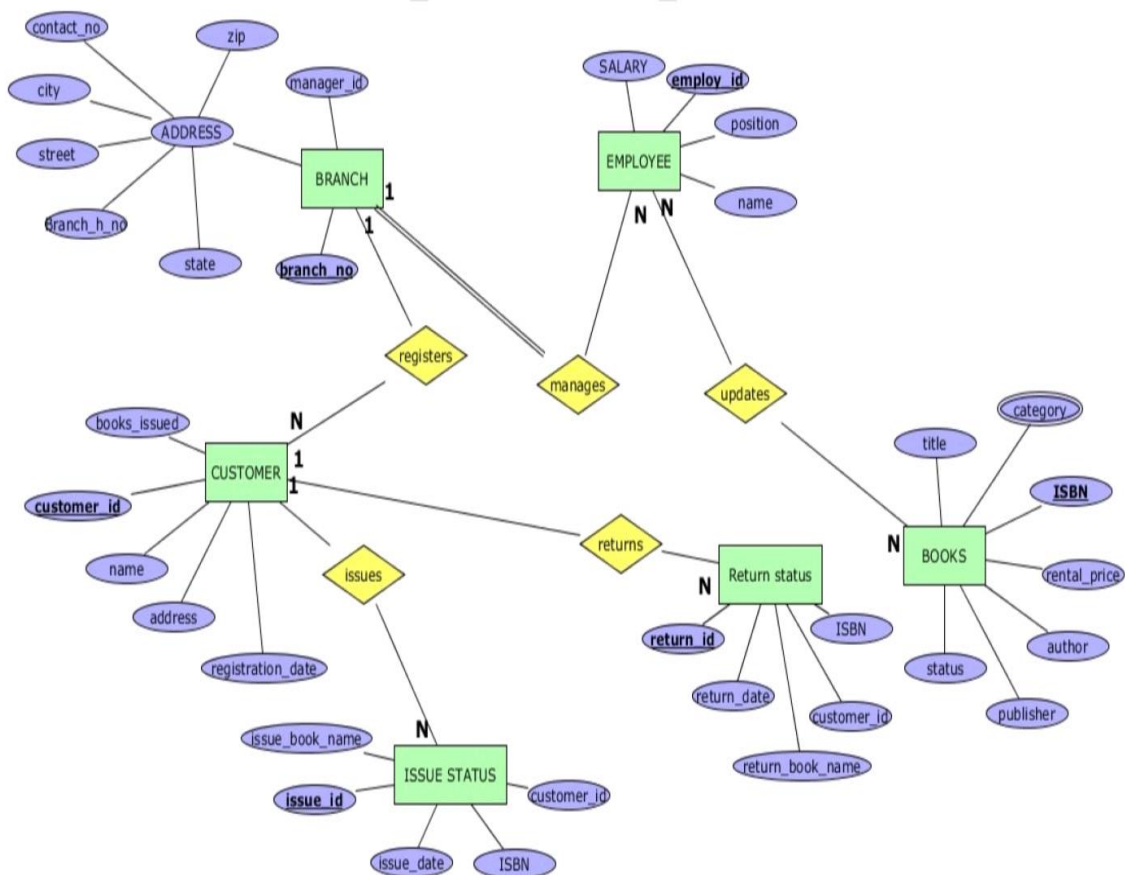 contact_no
zip
city
manager_id
ADDRESS
street
BRANCH
1
1
Branch_h_no
state
branch_no
SALARY
employ_id
position
EMPLOYEE
name
N
N
registers
manages
updates
N
books_issued
CUSTOMER
1
1
customer_id
name
address
registration_date
issues
returns
N
Return status
return_id
ISBN
return_date
customer_id
return_book_name
category
title
ISBN
N
BOOKS
rental_price
author
status
publisher
N
issue_book_name
ISSUE STATUS
issue_id
customer_id
issue_date
ISBN